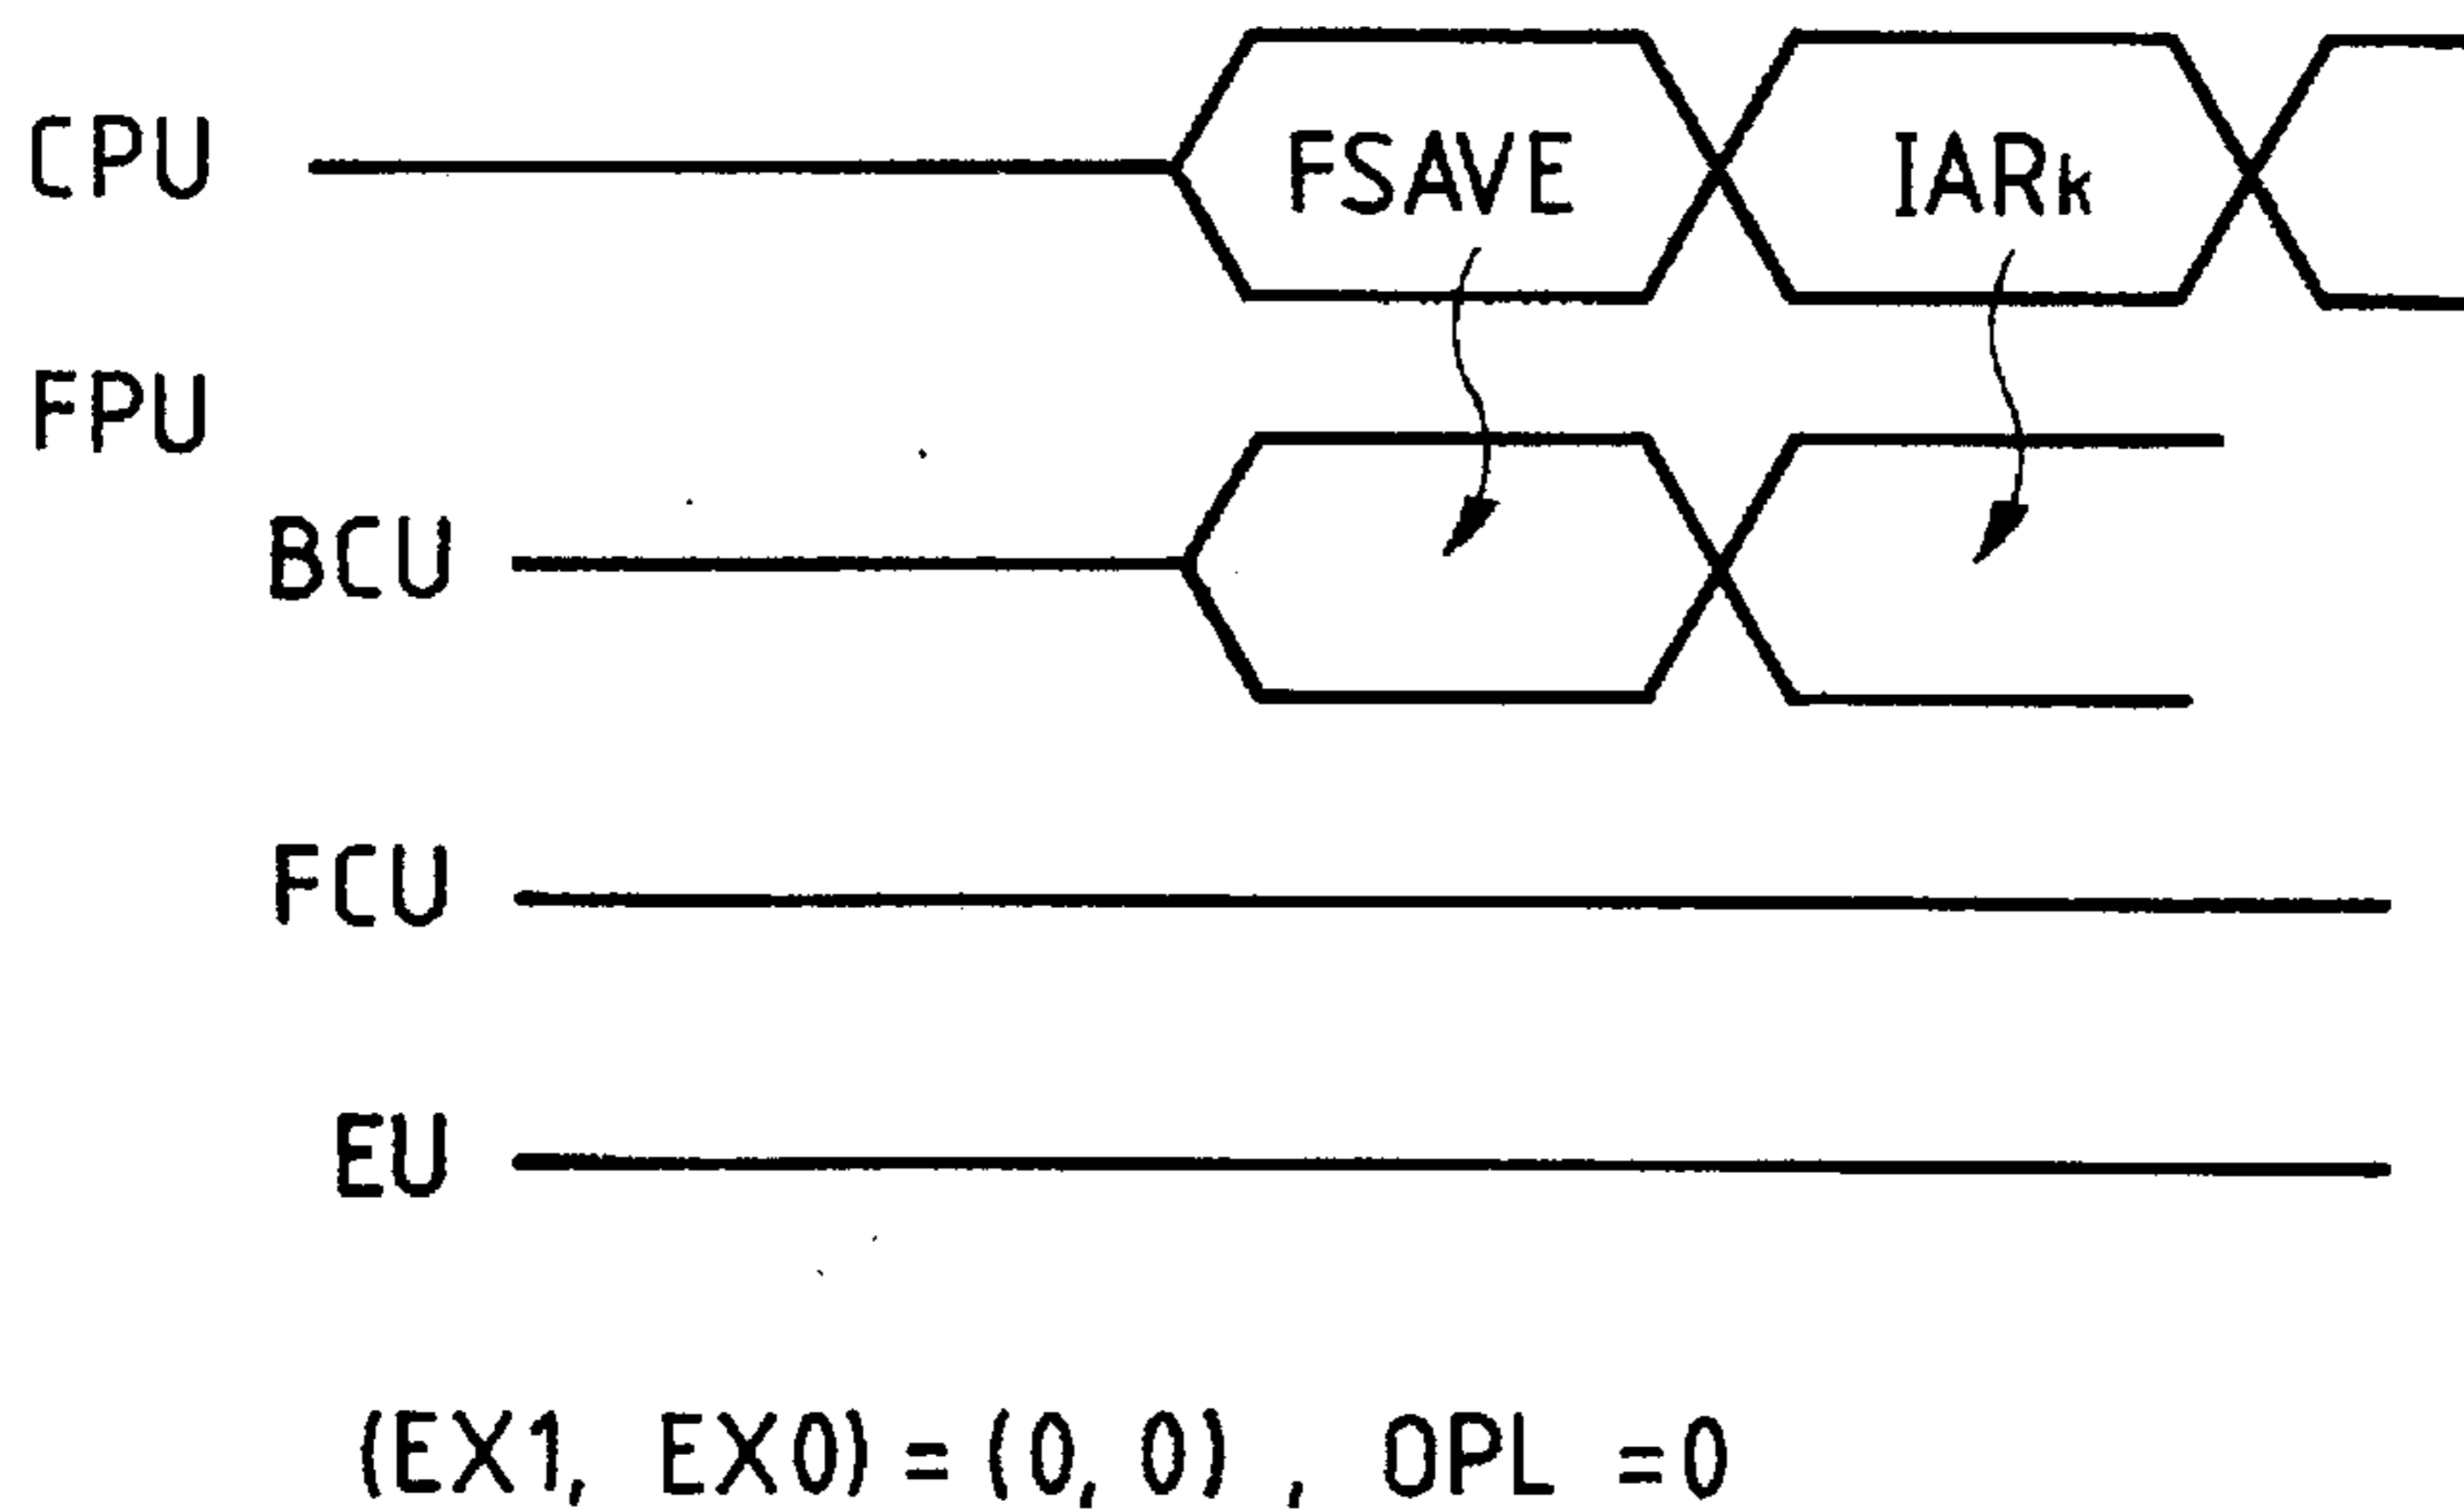 CPU
FSAVE
IARk
FPU
BCU
FCU
EU
(EX1, EX0)=(0,0), OPL =0